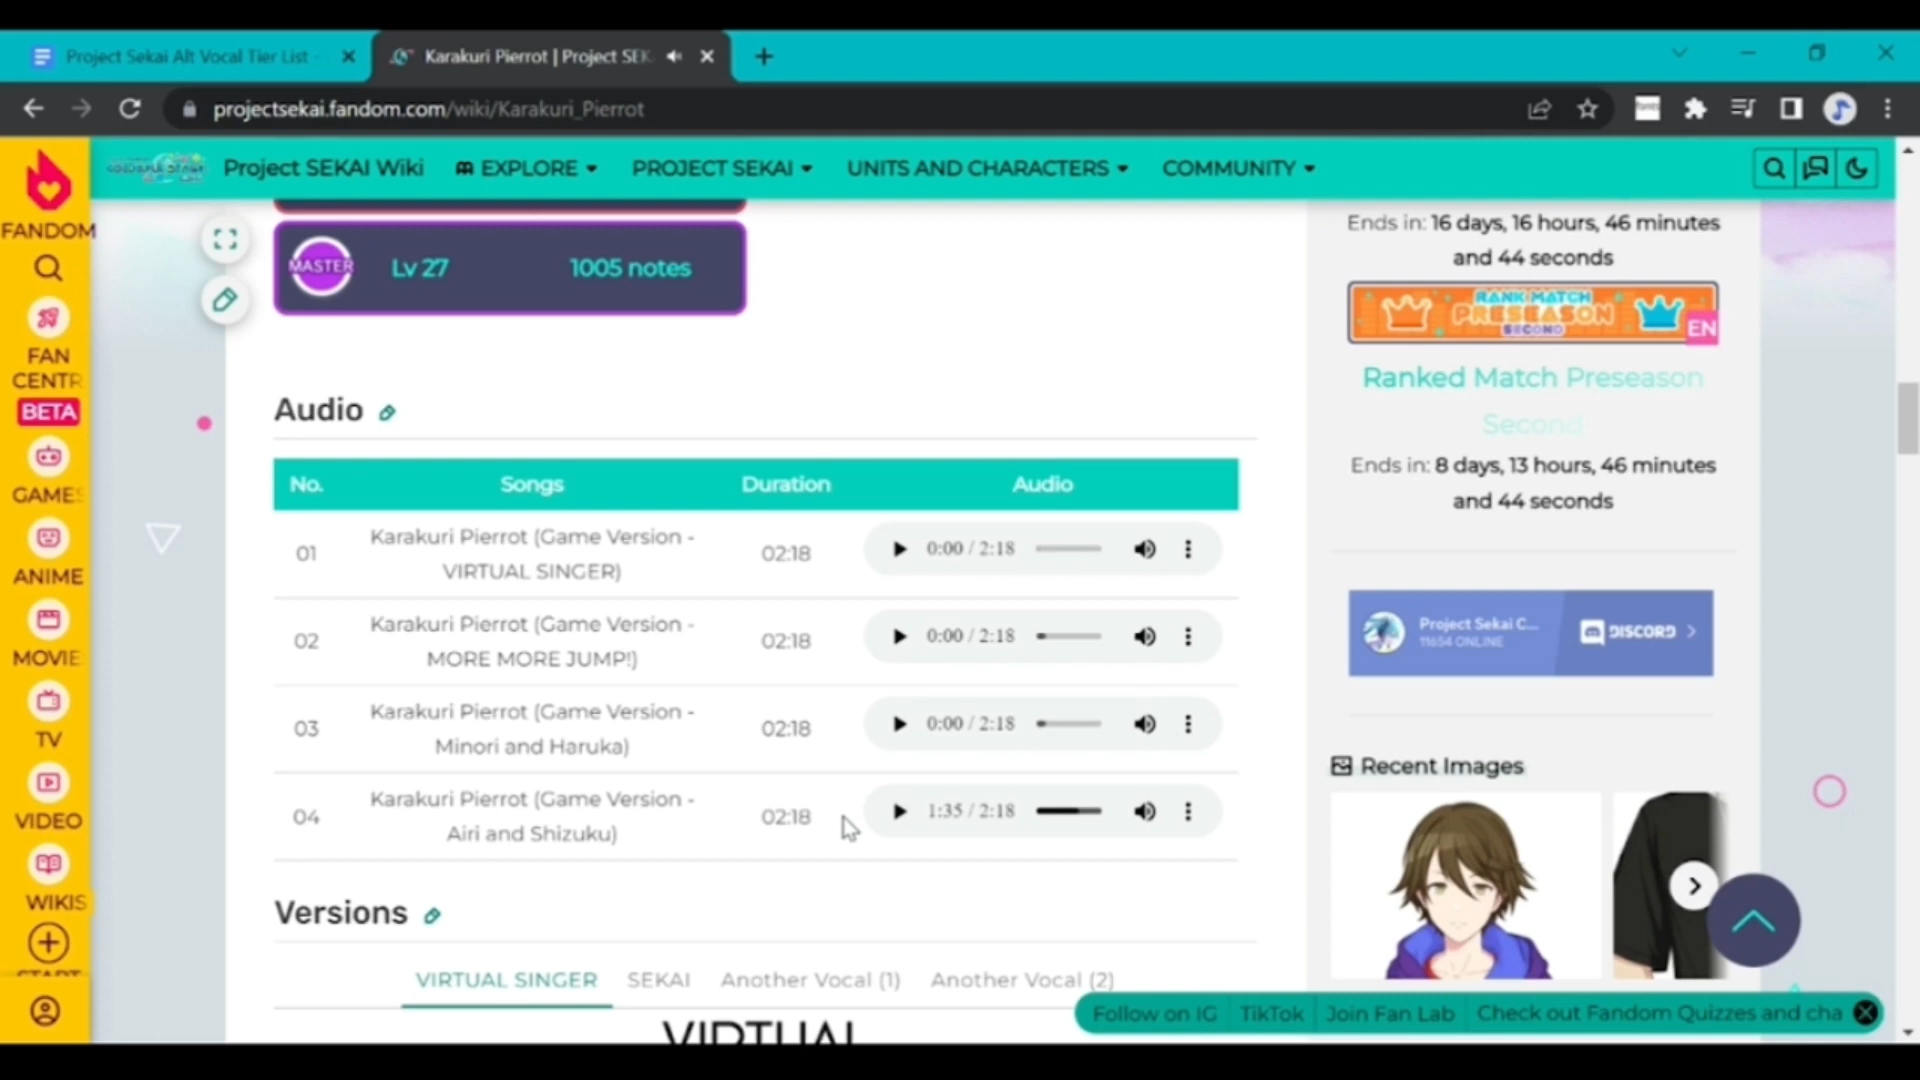 Project Sekai Alt Vocal Tier List -
Karakuri Pierrot | Project SEK
projectsekai.fandom.com/wiki/Karakuri_Pierrot
Project SEKAI Wiki
EXPLORE
PROJECT SEKAI
UNITS AND CHARACTERS
COMMUNITY
FANDOM
FAN
CENTR
BETA
GAMES
ANIME
MOVIE
TV
VIDEO
WIKIS
START
MASTER
Lv 27
1005 notes
Audio
No.
Songs
Duration
Audio
01
Karakuri Pierrot (Game Version -
VIRTUAL SINGER)
02:18
0:00 / 2:18
02
Karakuri Pierrot (Game Version -
MORE MORE JUMP!)
02:18
0:00 / 2:18
03
Karakuri Pierrot (Game Version -
Minori and Haruka)
02:18
0:00 / 2:18
04
Karakuri Pierrot (Game Version -
Airi and Shizuku)
02:18
1:35 / 2:18
Versions
VIRTUAL SINGER
SEKAI
Another Vocal (1)
Another Vocal (2)
VIRTUAL
Ends in: 16 days, 16 hours, 46 minutes
and 44 seconds
RANK MATCH
PRESEASON
SECOND
EN
Ranked Match Preseason
Second
Ends in: 8 days, 13 hours, 46 minutes
and 44 seconds
Project Sekai C...
11654 ONLINE
DISCORD
Recent Images
Follow on IG
TikTok
Join Fan Lab
Check out Fandom Quizzes and cha